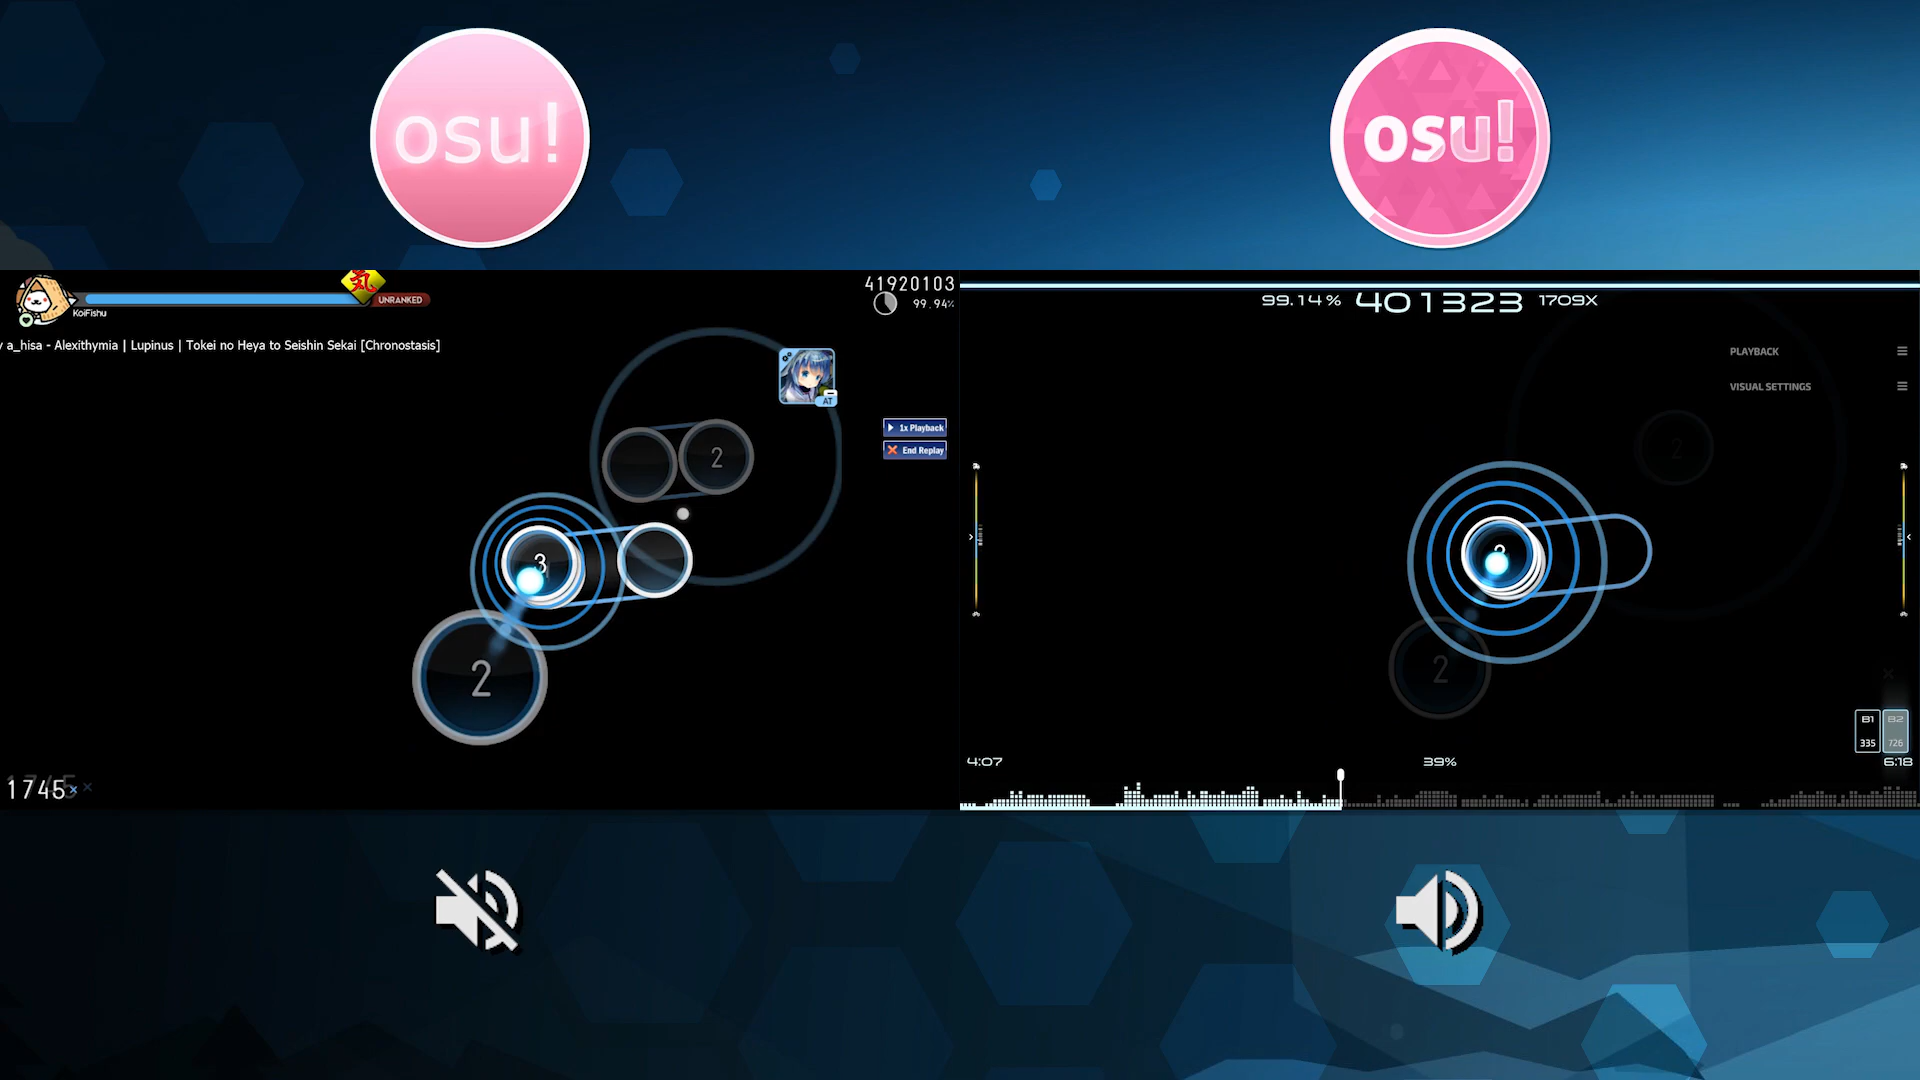 osu!
osu!
UNRANKED
KoiFishu
41920103
99.94%
y a_hisa - Alexithymia | Lupinus | Tokei no Heya to Seishin Sekai [Chronostasis]
AT
1x Playback
End Replay
2
3
2
1745x
99.14% 401323 1709X
PLAYBACK
VISUAL SETTINGS
2
2
B1
335
B2
726
4:07
39%
6:18